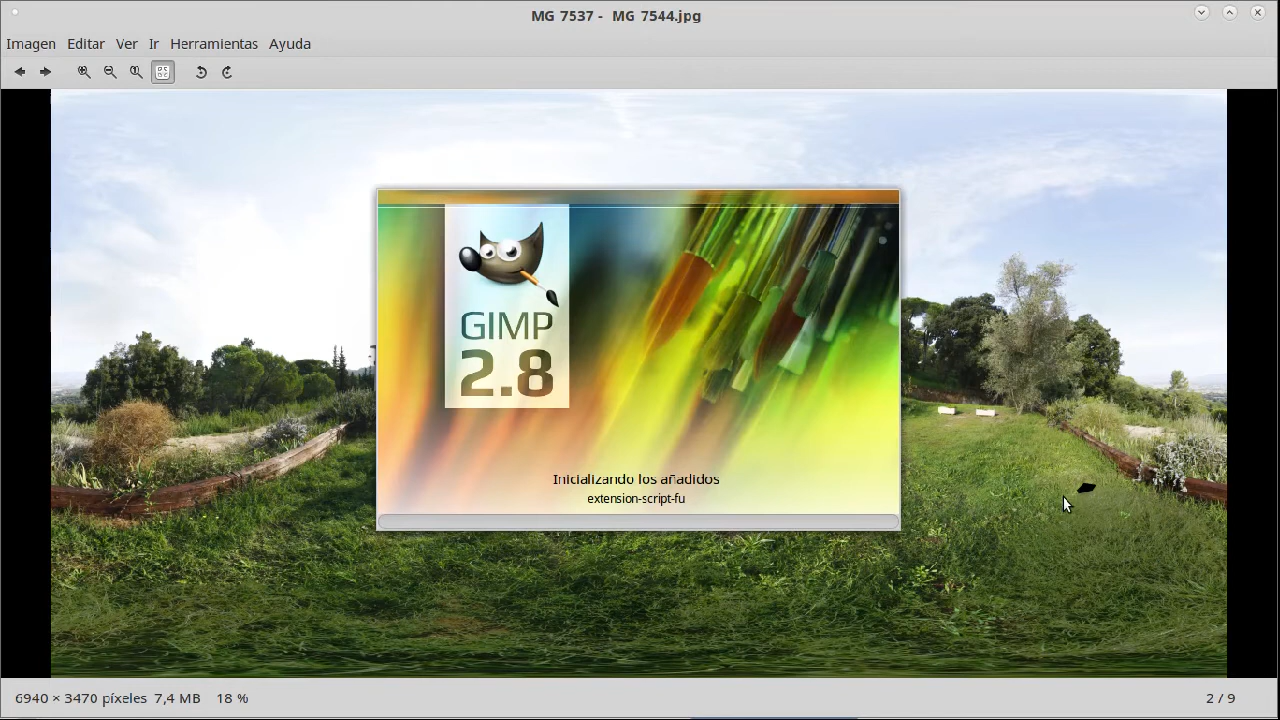 MG 7537 - MG 7544.jpg
Imagen Editar Ver Ir Herramientas Ayuda
GIMP
2.8
Inicializando los añadidos
extension-script-fu
6940 × 3470 píxeles 7,4 MB 18 %
2 / 9